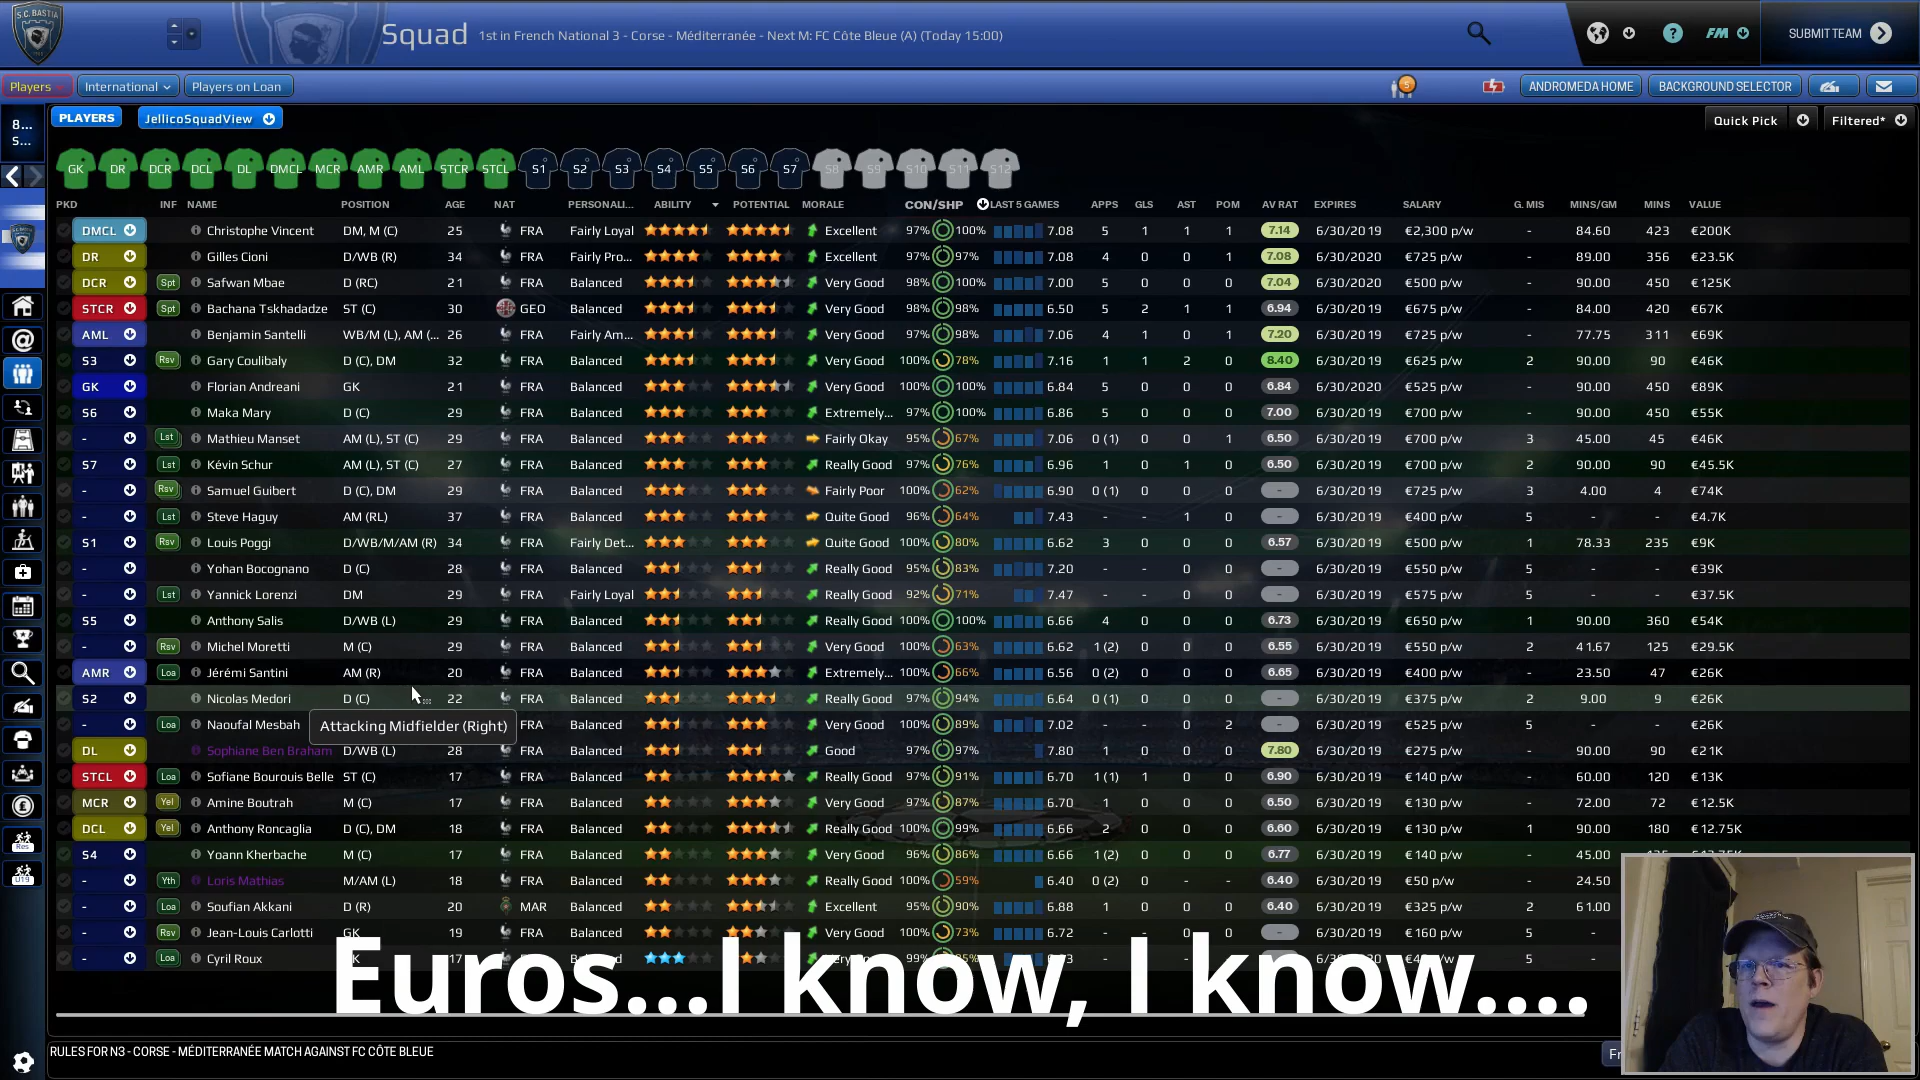 S.C. BASTIA
Squad 1st in French National 3 - Corse - Méditerranée - Next M: FC Côte Bleue (A) (Today 15:00) ? FM SUBMIT TEAM
Players International Players on Loan 5 ANDROMEDA HOME BACKGROUND SELECTOR
8... S... PLAYERS JellicoSquadView Quick Pick Filtered*
GK DR DCR DCL DL DMCL MCR AMR AML STCR STCL S1 S2 S3 S4 S5 S6 S7 S8 S9 S10 S11 S12
PKD INF NAME POSITION AGE NAT PERSONALI... ABILITY POTENTIAL MORALE CON/SHP LAST 5 GAMES APPS GLS AST POM AV RAT EXPIRES SALARY G. MIS MINS/GM MINS VALUE
DMCL Christophe Vincent DM, M (C) 25 FRA Fairly Loyal Excellent 97% 100% 7.08 5 1 1 1 7.14 6/30/2019 €2,300 p/w - 84.60 423 €200K
DR Gilles Cioni D/WB (R) 34 FRA Fairly Pro... Excellent 97% 97% 7.08 4 0 0 1 7.08 6/30/2020 €725 p/w - 89.00 356 €23.5K
DCR Spt Safwan Mbae D (RC) 21 FRA Balanced Very Good 98% 100% 7.00 5 0 0 0 7.04 6/30/2020 €500 p/w - 90.00 450 €125K
STCR Spt Bachana Tskhadadze ST (C) 30 GEO Balanced Very Good 98% 98% 6.50 5 2 1 1 6.94 6/30/2019 €675 p/w - 84.00 420 €67K
AML Benjamin Santelli WB/M (L), AM (... 26 FRA Fairly Am... Very Good 97% 98% 7.06 4 1 0 1 7.20 6/30/2019 €725 p/w - 77.75 311 €69K
S3 Rsv Gary Coulibaly D (C), DM 32 FRA Balanced Very Good 100% 78% 7.16 1 1 2 0 8.40 6/30/2019 €625 p/w 2 90.00 90 €46K
GK Florian Andreani GK 21 FRA Balanced Very Good 100% 100% 6.84 5 0 0 0 6.84 6/30/2020 €525 p/w - 90.00 450 €89K
S6 Maka Mary D (C) 29 FRA Balanced Extremely... 97% 100% 6.86 5 0 0 0 7.00 6/30/2019 €700 p/w - 90.00 450 €55K
- Lst Mathieu Manset AM (L), ST (C) 29 FRA Balanced Fairly Okay 95% 67% 7.06 0 (1) 0 0 1 6.50 6/30/2019 €700 p/w 3 45.00 45 €46K
S7 Lst Kévin Schur AM (L), ST (C) 27 FRA Balanced Really Good 97% 76% 6.96 1 0 1 0 6.50 6/30/2019 €700 p/w 2 90.00 90 €45.5K
- Rsv Samuel Guibert D (C), DM 29 FRA Balanced Fairly Poor 100% 62% 6.90 0 (1) 0 0 0 - 6/30/2019 €725 p/w 3 4.00 4 €74K
- Lst Steve Haguy AM (RL) 37 FRA Balanced Quite Good 96% 64% 7.43 - - 1 0 - 6/30/2019 €400 p/w 5 - - €4.7K
S1 Rsv Louis Poggi D/WB/M/AM (R) 34 FRA Fairly Det... Quite Good 100% 80% 6.62 3 0 0 0 6.57 6/30/2019 €500 p/w 1 78.33 235 €9K
- Yohan Bocognano D (C) 28 FRA Balanced Really Good 95% 83% 7.20 - 0 0 0 - 6/30/2019 €550 p/w 5 - - €39K
- Lst Yannick Lorenzi DM 29 FRA Fairly Loyal Really Good 92% 71% 7.47 - 0 0 0 - 6/30/2019 €575 p/w 5 - - €37.5K
S5 Anthony Salis D/WB (L) 29 FRA Balanced Really Good 100% 100% 6.66 4 0 0 0 6.73 6/30/2019 €650 p/w 1 90.00 360 €54K
- Rsv Michel Moretti M (C) 29 FRA Balanced Very Good 100% 63% 6.62 1 (2) 0 0 0 6.55 6/30/2019 €550 p/w 2 41.67 125 €29.5K
AMR Loa Jérémi Santini AM (R) 20 FRA Balanced Extremely... 100% 66% 6.56 0 (2) 0 0 0 6.65 6/30/2019 €400 p/w - 23.50 47 €26K
S2 Nicolas Medori D (C) 22 FRA Balanced Really Good 97% 94% 6.64 0 (1) 0 0 0 - 6/30/2019 €375 p/w 2 9.00 9 €26K
- Loa Naoufal Mesbah Attacking Midfielder (Right) FRA Balanced Very Good 100% 89% 7.02 - 0 0 2 - 6/30/2019 €525 p/w 5 - - €26K
DL Sophiane Ben Braham D/WB (L) 28 FRA Balanced Good 97% 97% 7.80 1 0 0 0 7.80 6/30/2019 €275 p/w - 90.00 90 €21K
STCL Loa Sofiane Bourouis Belle ST (C) 17 FRA Balanced Really Good 97% 91% 6.70 1 (1) 1 0 0 6.90 6/30/2019 €140 p/w - 60.00 120 €13K
MCR Yel Amine Boutrah M (C) 17 FRA Balanced Very Good 97% 87% 6.70 1 0 0 0 6.50 6/30/2019 €130 p/w - 72.00 72 €12.5K
DCL Yel Anthony Roncaglia D (C), DM 18 FRA Balanced Really Good 100% 99% 6.66 2 0 0 0 6.60 6/30/2019 €130 p/w 1 90.00 180 €12.75K
S4 Yoann Kherbache M (C) 17 FRA Balanced Very Good 96% 86% 6.66 1 (2) 0 0 0 6.77 6/30/2019 €140 p/w - 45.00
- Yth Loris Mathias M/AM (L) 18 FRA Balanced Really Good 100% 59% 6.40 0 (2) 0 - - 6.40 6/30/2019 €50 p/w - 24.50
- Loa Soufian Akkani D (R) 20 MAR Balanced Excellent 95% 90% 6.88 1 0 0 0 6.40 6/30/2019 €325 p/w 2 61.00
- Rsv Jean-Louis Carlotti GK 19 FRA Balanced Very Good 100% 73% 6.72 - 0 - 6/30/2019 €160 p/w 5 -
- Loa Cyril Roux 17 99% 5 -
Euros...I know, I know....
RULES FOR N3 - CORSE - MÉDITERRANÉE MATCH AGAINST FC CÔTE BLEUE
Res
U19